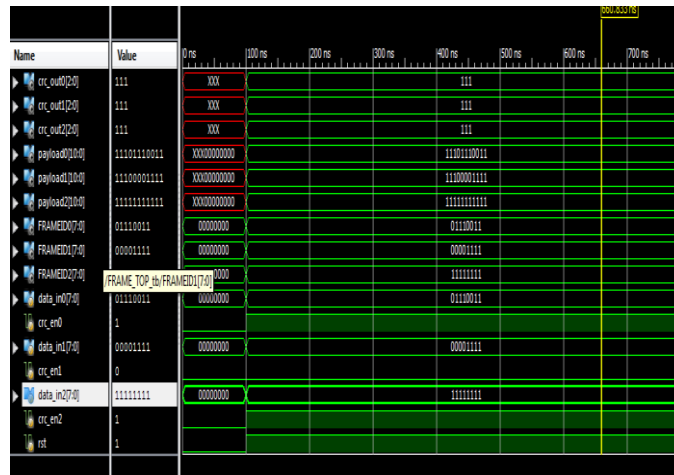 660.833 ns
Name Value 0 ns 100 ns 200 ns 300 ns 400 ns 500 ns 600 ns 700 ns
crc_out0[2:0] 111 XXX 111
crc_out1[2:0] 111 XXX 111
crc_out2[2:0] 111 XXX 111
payload0[10:0] 11101110011 XXX00000000 11101110011
payload1[10:0] 11100001111 XXX00000000 11100001111
payload2[10:0] 11111111111 XXX00000000 11111111111
FRAMEID0[7:0] 01110011 00000000 01110011
FRAMEID1[7:0] 00001111 00000000 00001111
FRAMEID2[7:0] /FRAME_TOP_tb/FRAMEID1[7:0] 0000 11111111
data_in0[7:0] 01110011 00000000 01110011
crc_en0 1
data_in1[7:0] 00001111 00000000 00001111
crc_en1 0
data_in2[7:0] 11111111 00000000 11111111
crc_en2 1
rst 1